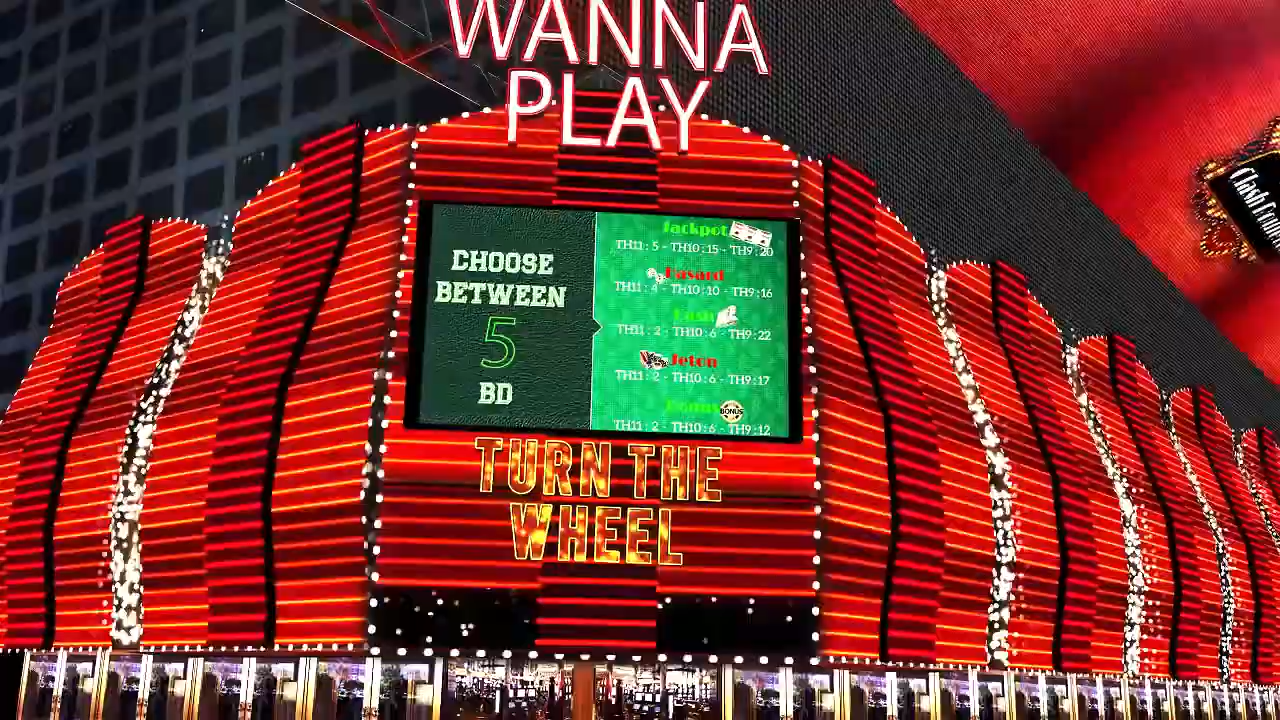 WANNA
PLAY
CHOOSE
BETWEEN
5
BD
Jackpot
TH11 : 5 - TH10 : 15 - TH9 : 20
Hasard
TH11 : 4 - TH10 : 10 - TH9 : 16
Cash
TH11 : 2 - TH10 : 6 - TH9 : 22
Jeton
TH11 : 2 - TH10 : 6 - TH9 : 17
Bonus
BONUS
TH11 : 2 - TH10 : 6 - TH9 : 12
TURN THE
WHEEL